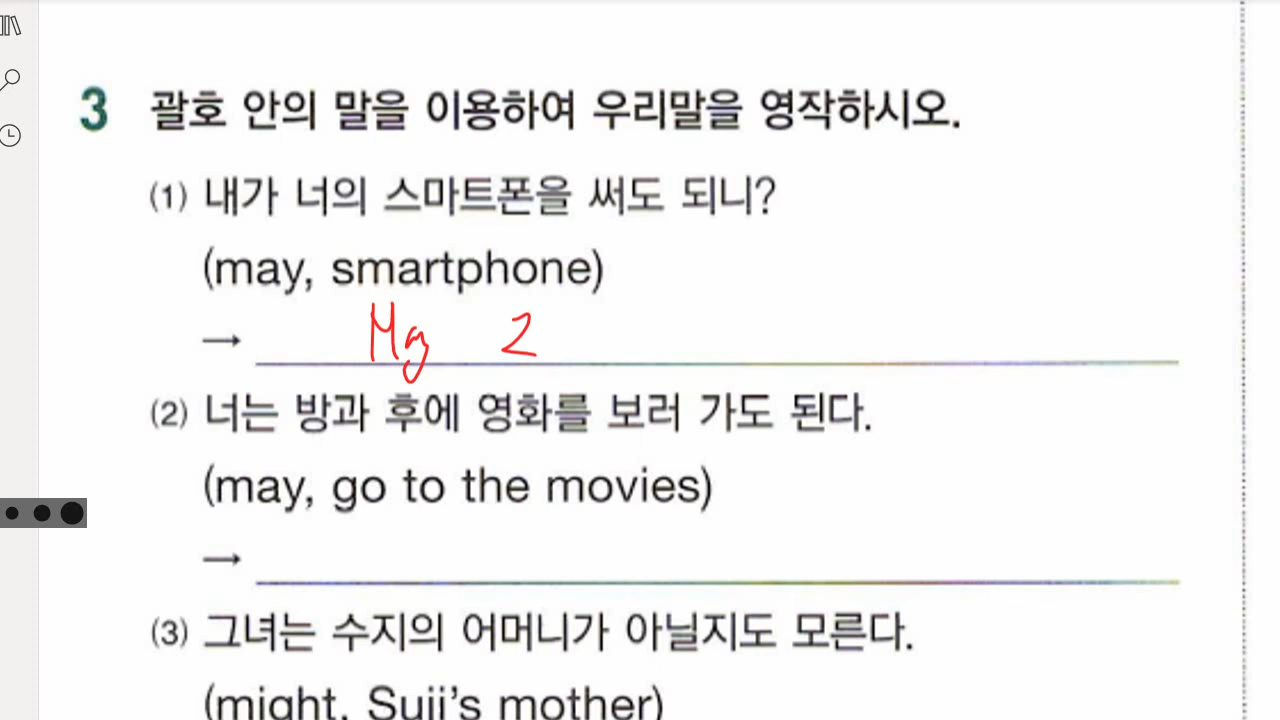 3 괄호 안의 말을 이용하여 우리말을 영작하시오.
(1) 내가 너의 스마트폰을 써도 되니?
(may, smartphone)
→ May 2
(2) 너는 방과 후에 영화를 보러 가도 된다.
(may, go to the movies)
→
(3) 그녀는 수지의 어머니가 아닐지도 모른다.
(might, Suji's mother)